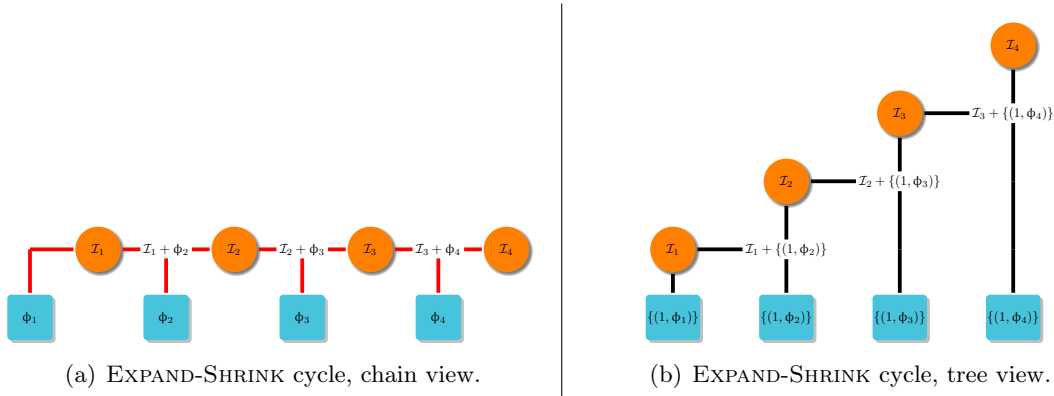 ℐ₄
ℐ₃
ℐ₃ + {(1, ϕ₄)}
ℐ₂
ℐ₂ + {(1, ϕ₃)}
ℐ₁
ℐ₁ + ϕ₂
ℐ₂
ℐ₂ + ϕ₃
ℐ₃
ℐ₃ + ϕ₄
ℐ₄
ℐ₁
ℐ₁ + {(1, ϕ₂)}
ϕ₁
ϕ₂
ϕ₃
ϕ₄
{(1, ϕ₁)}
{(1, ϕ₂)}
{(1, ϕ₃)}
{(1, ϕ₄)}
(a) EXPAND-SHRINK cycle, chain view.
(b) EXPAND-SHRINK cycle, tree view.